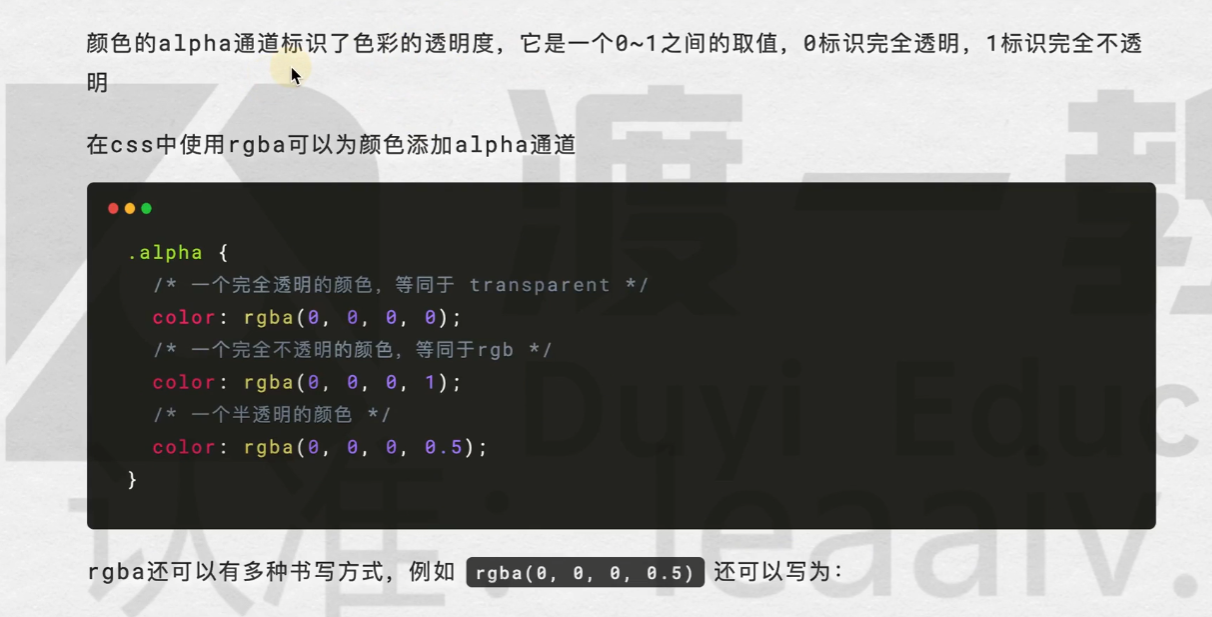 颜色的alpha通道标识了色彩的透明度，它是一个0~1之间的取值，0标识完全透明，1标识完全不透
明
在css中使用rgba可以为颜色添加alpha通道
.alpha {
/* 一个完全透明的颜色，等同于 transparent */
color: rgba(0, 0, 0, 0);
/* 一个完全不透明的颜色，等同于rgb */
color: rgba(0, 0, 0, 1);
/* 一个半透明的颜色 */
color: rgba(0, 0, 0, 0.5);
}
rgba还可以有多种书写方式，例如 rgba(0, 0, 0, 0.5) 还可以写为：
渡一教
Duyi Educ
认准：leaaiv.